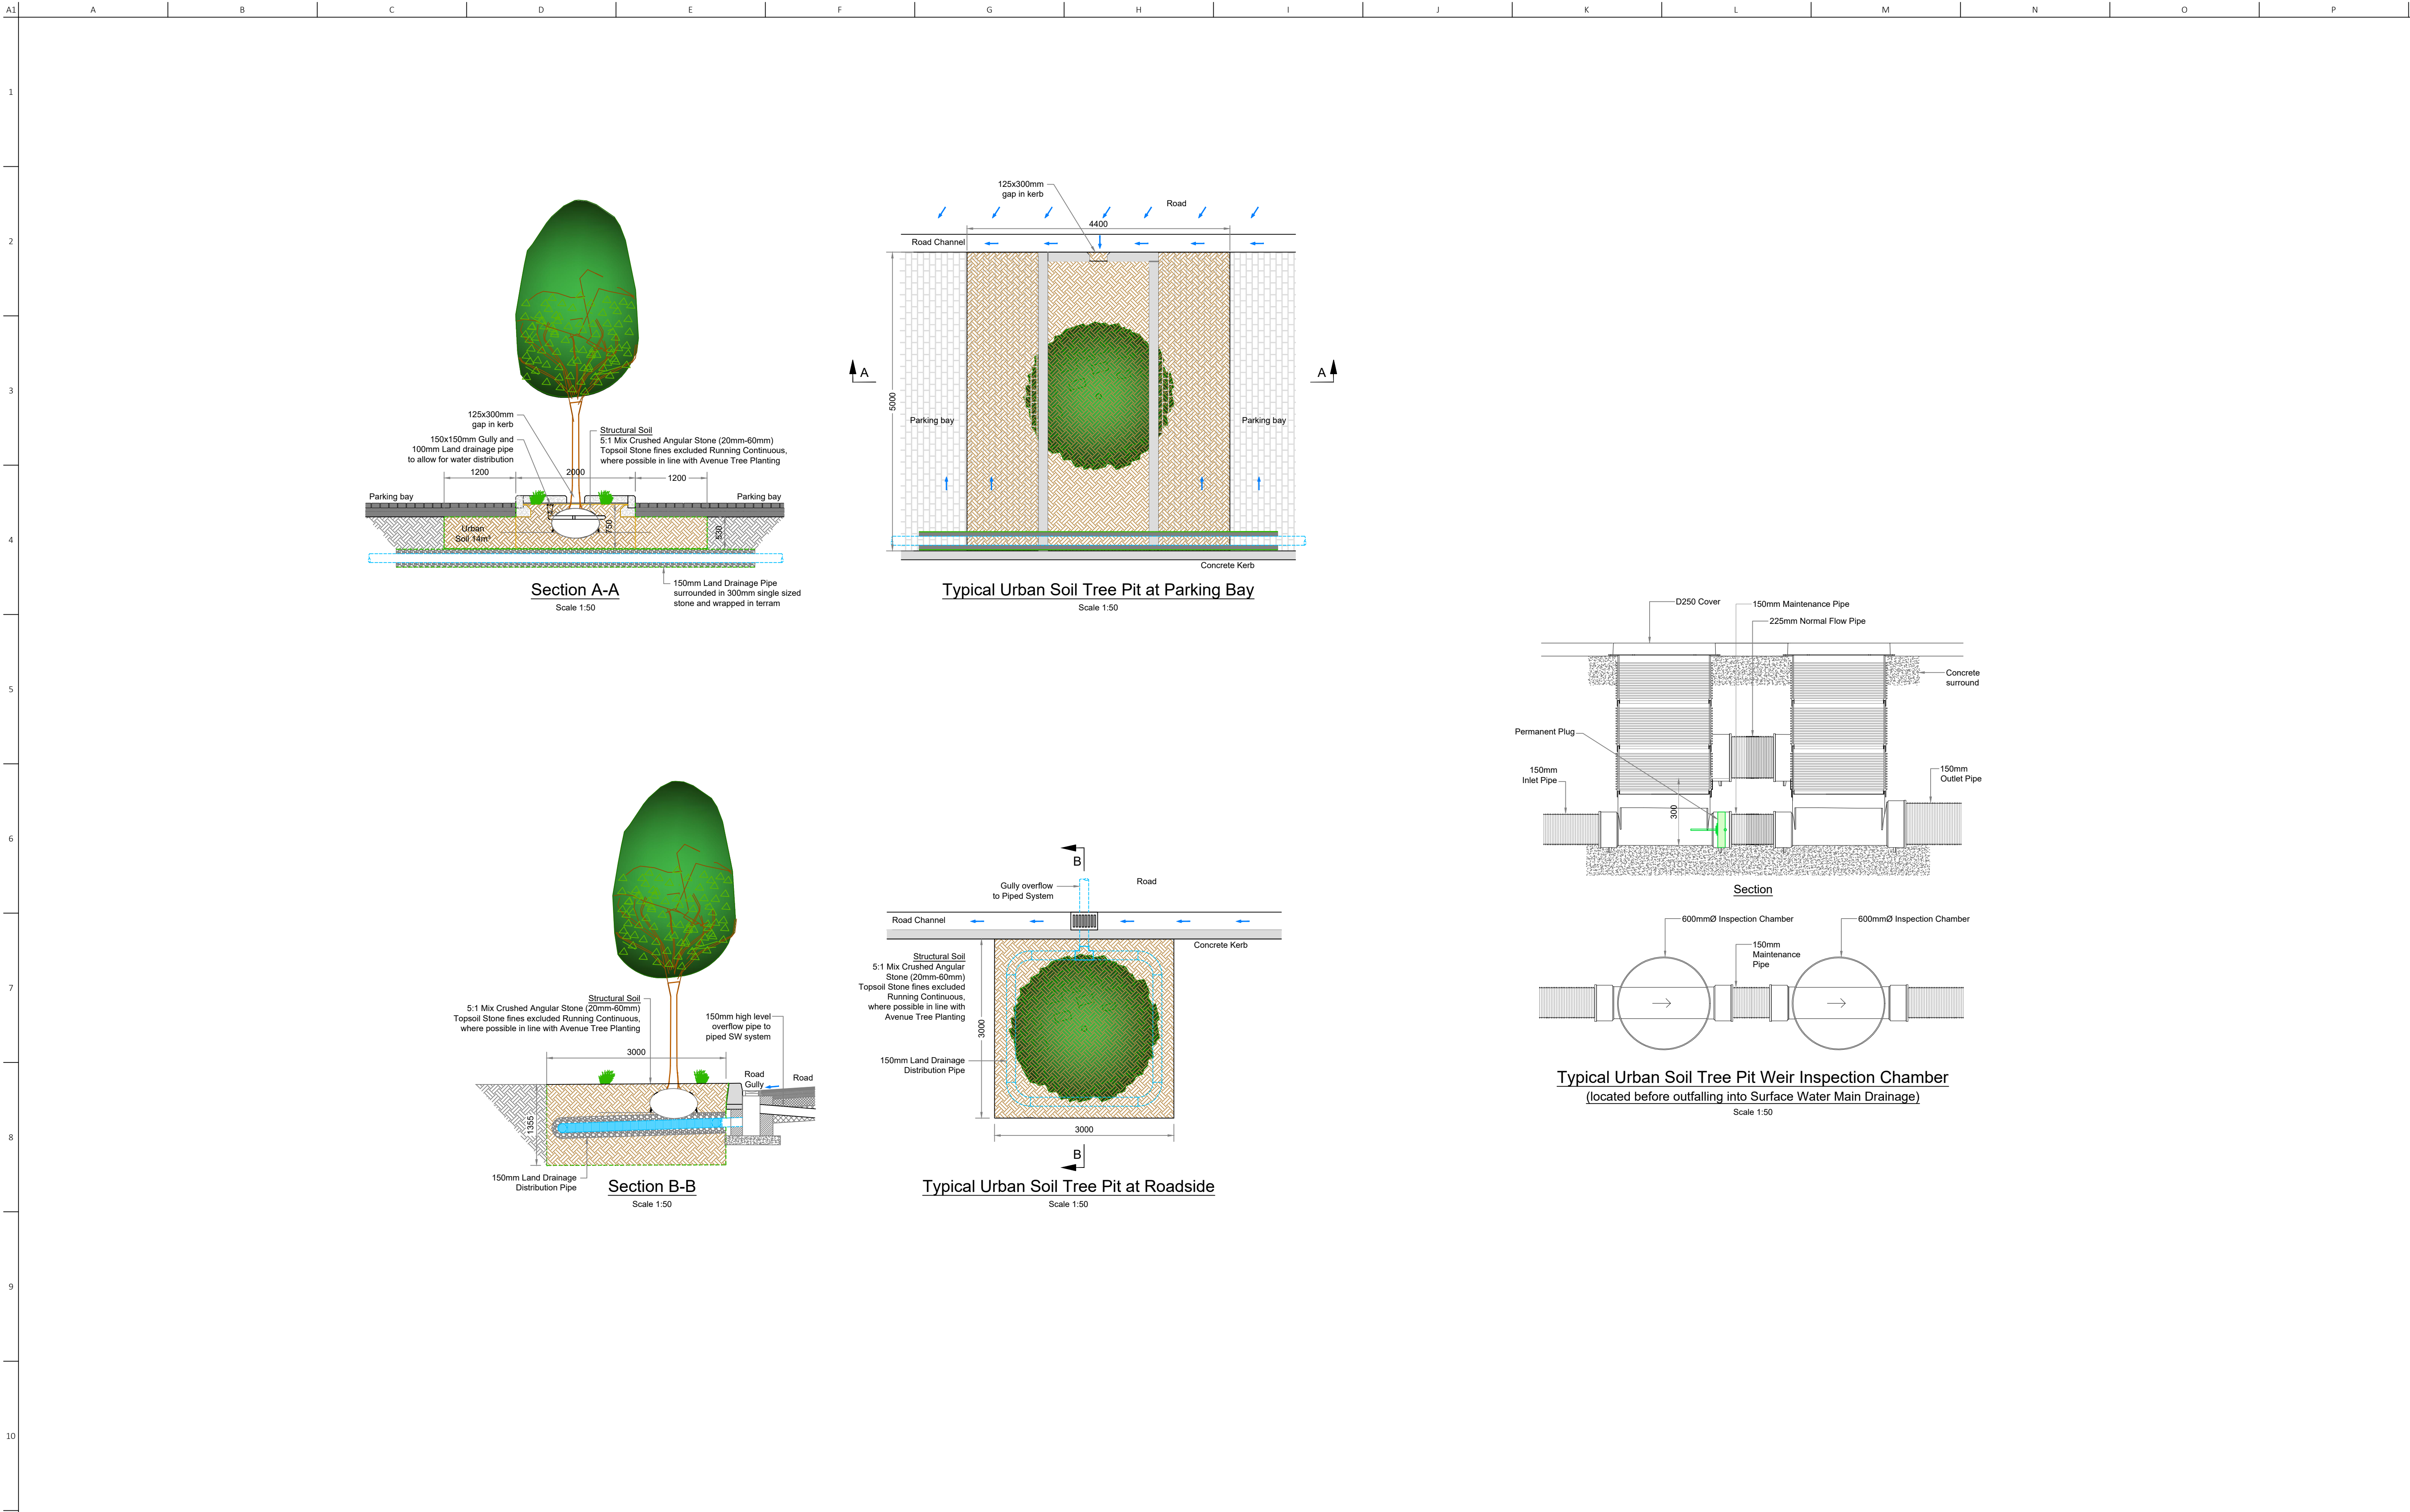 A1 A B C D E F G H I J K L M N O P
1
2
3
4
5
6
7
8
9
10
125x300mm
gap in kerb
150x150mm Gully and
100mm Land drainage pipe
to allow for water distribution
Structural Soil
5:1 Mix Crushed Angular Stone (20mm-60mm)
Topsoil Stone fines excluded Running Continuous,
where possible in line with Avenue Tree Planting
1200
2000
1200
Parking bay
Parking bay
Urban
Soil 14m³
750
530
150mm Land Drainage Pipe
surrounded in 300mm single sized
stone and wrapped in terram
Section A-A
Scale 1:50
125x300mm
gap in kerb
Road
4400
Road Channel
A
A
5000
Parking bay
Parking bay
Concrete Kerb
Typical Urban Soil Tree Pit at Parking Bay
Scale 1:50
D250 Cover
150mm Maintenance Pipe
225mm Normal Flow Pipe
Concrete
surround
Permanent Plug
150mm
Inlet Pipe
150mm
Outlet Pipe
300
Section
600mmØ Inspection Chamber
600mmØ Inspection Chamber
150mm
Maintenance
Pipe
Typical Urban Soil Tree Pit Weir Inspection Chamber
(located before outfalling into Surface Water Main Drainage)
Scale 1:50
Structural Soil
5:1 Mix Crushed Angular Stone (20mm-60mm)
Topsoil Stone fines excluded Running Continuous,
where possible in line with Avenue Tree Planting
150mm high level
overflow pipe to
piped SW system
3000
Road
Gully
Road
1355
150mm Land Drainage
Distribution Pipe
Section B-B
Scale 1:50
B
Gully overflow
to Piped System
Road
Road Channel
Concrete Kerb
Structural Soil
5:1 Mix Crushed Angular
Stone (20mm-60mm)
Topsoil Stone fines excluded
Running Continuous,
where possible in line with
Avenue Tree Planting
3000
150mm Land Drainage
Distribution Pipe
3000
B
Typical Urban Soil Tree Pit at Roadside
Scale 1:50